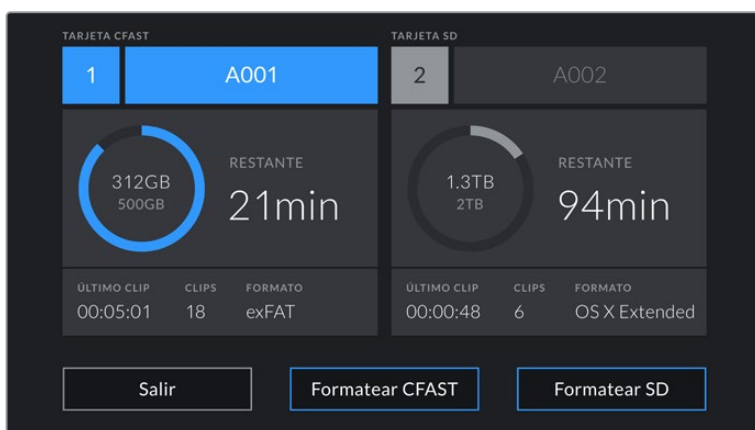 TARJETA CFAST
1
A001
312GB
500GB
RESTANTE
21min
ÚLTIMO CLIP CLIPS FORMATO
00:05:01 18 exFAT
TARJETA SD
2
A002
1.3TB
2TB
RESTANTE
94min
ÚLTIMO CLIP CLIPS FORMATO
00:00:48 6 OS X Extended
Salir
Formatear CFAST
Formatear SD